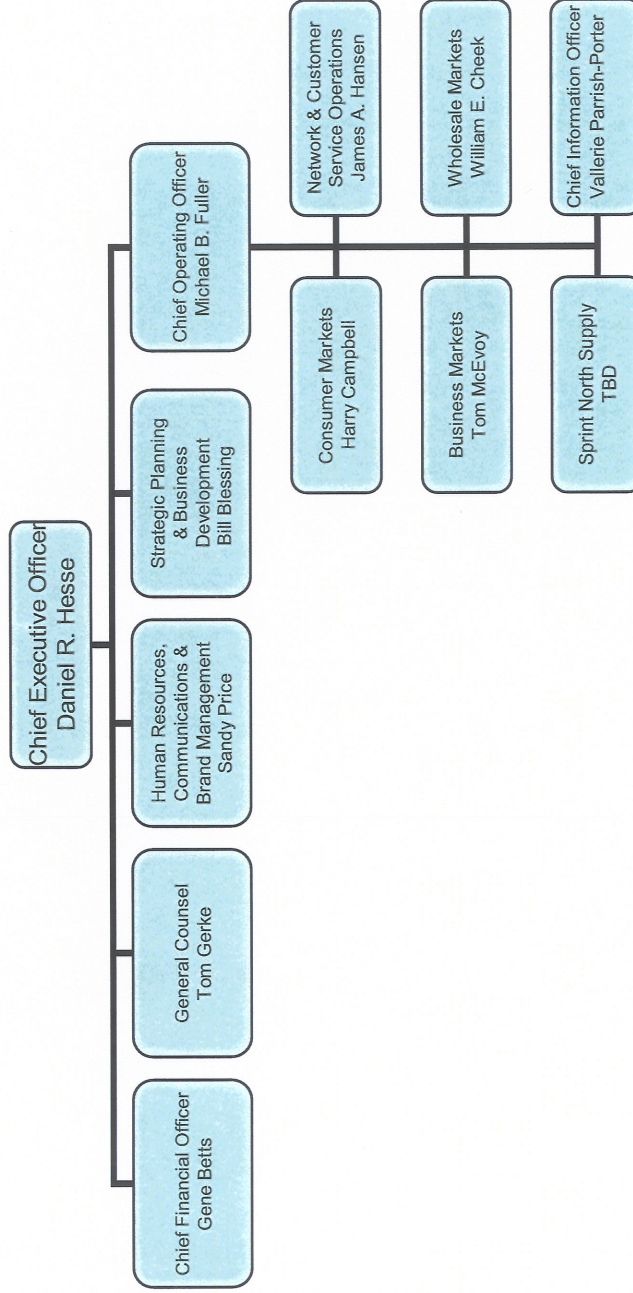 Chief Executive Officer
Daniel R. Hesse
Chief Financial Officer
Gene Betts
General Counsel
Tom Gerke
Human Resources,
Communications &
Brand Management
Sandy Price
Strategic Planning
& Business
Development
Bill Blessing
Chief Operating Officer
Michael B. Fuller
Consumer Markets
Harry Campbell
Network & Customer
Service Operations
James A. Hansen
Business Markets
Tom McEvoy
Wholesale Markets
William E. Cheek
Sprint North Supply
TBD
Chief Information Officer
Vallerie Parrish-Porter